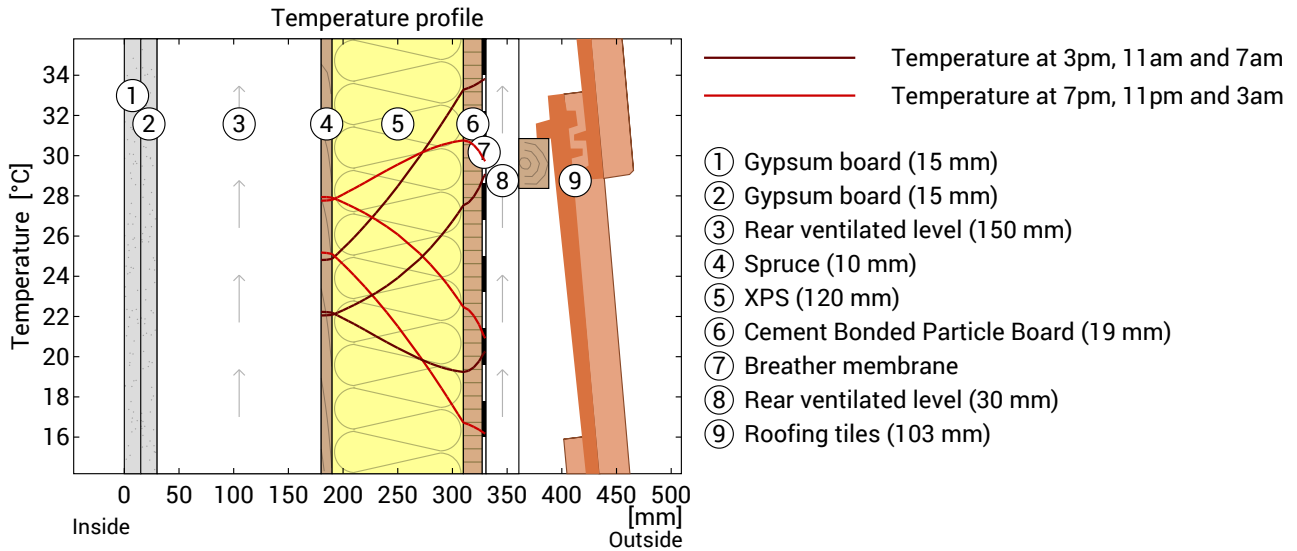 Temperature profile
Temperature [°C]
34
32
30
28
26
24
22
20
18
16
1
2
3
4
5
6
7
8
9
0 50 100 150 200 250 300 350 400 450 500
[mm]
Inside
Outside
Temperature at 3pm, 11am and 7am
Temperature at 7pm, 11pm and 3am
1 Gypsum board (15 mm)
2 Gypsum board (15 mm)
3 Rear ventilated level (150 mm)
4 Spruce (10 mm)
5 XPS (120 mm)
6 Cement Bonded Particle Board (19 mm)
7 Breather membrane
8 Rear ventilated level (30 mm)
9 Roofing tiles (103 mm)